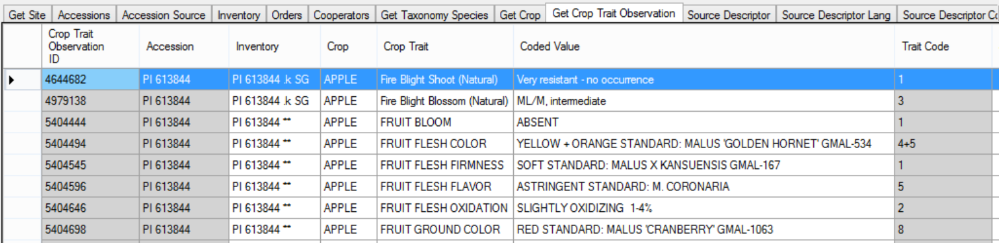 Get Site Accessions Accession Source Inventory Orders Cooperators Get Taxonomy Species Get Crop Get Crop Trait Observation Source Descriptor Source Descriptor Lang Source Descriptor Co
Crop Trait Observation ID Accession Inventory Crop Crop Trait Coded Value Trait Code
4644682 PI 613844 PI 613844 .k SG APPLE Fire Blight Shoot (Natural) Very resistant - no occurrence 1
4979138 PI 613844 PI 613844 .k SG APPLE Fire Blight Blossom (Natural) ML/M, intermediate 3
5404444 PI 613844 PI 613844 ** APPLE FRUIT BLOOM ABSENT 1
5404494 PI 613844 PI 613844 ** APPLE FRUIT FLESH COLOR YELLOW + ORANGE STANDARD: MALUS 'GOLDEN HORNET' GMAL-534 4+5
5404545 PI 613844 PI 613844 ** APPLE FRUIT FLESH FIRMNESS SOFT STANDARD: MALUS X KANSUENSIS GMAL-167 1
5404596 PI 613844 PI 613844 ** APPLE FRUIT FLESH FLAVOR ASTRINGENT STANDARD: M. CORONARIA 5
5404646 PI 613844 PI 613844 ** APPLE FRUIT FLESH OXIDATION SLIGHTLY OXIDIZING 1-4% 2
5404698 PI 613844 PI 613844 ** APPLE FRUIT GROUND COLOR RED STANDARD: MALUS 'CRANBERRY' GMAL-1063 8